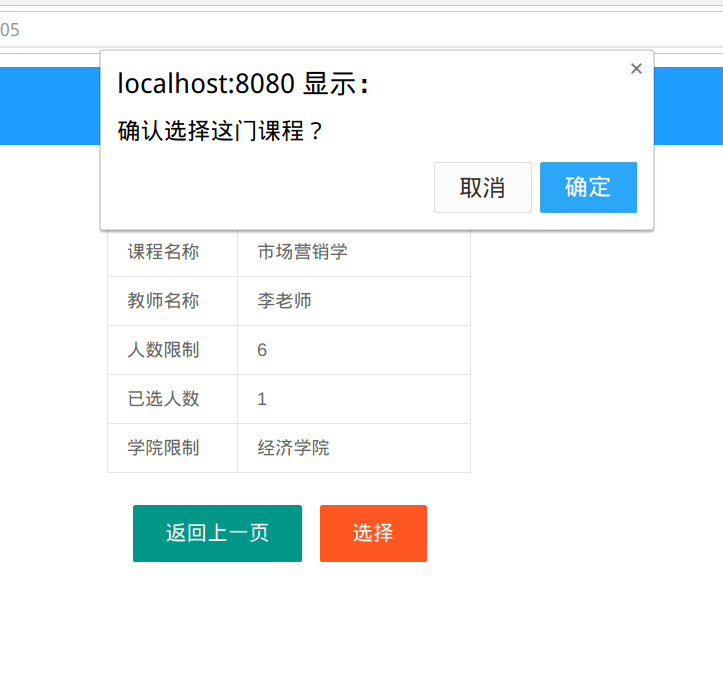 05
localhost:8080 显示：
确认选择这门课程？
取消 确定
课程名称 市场营销学
教师名称 李老师
人数限制 6
已选人数 1
学院限制 经济学院
返回上一页 选择